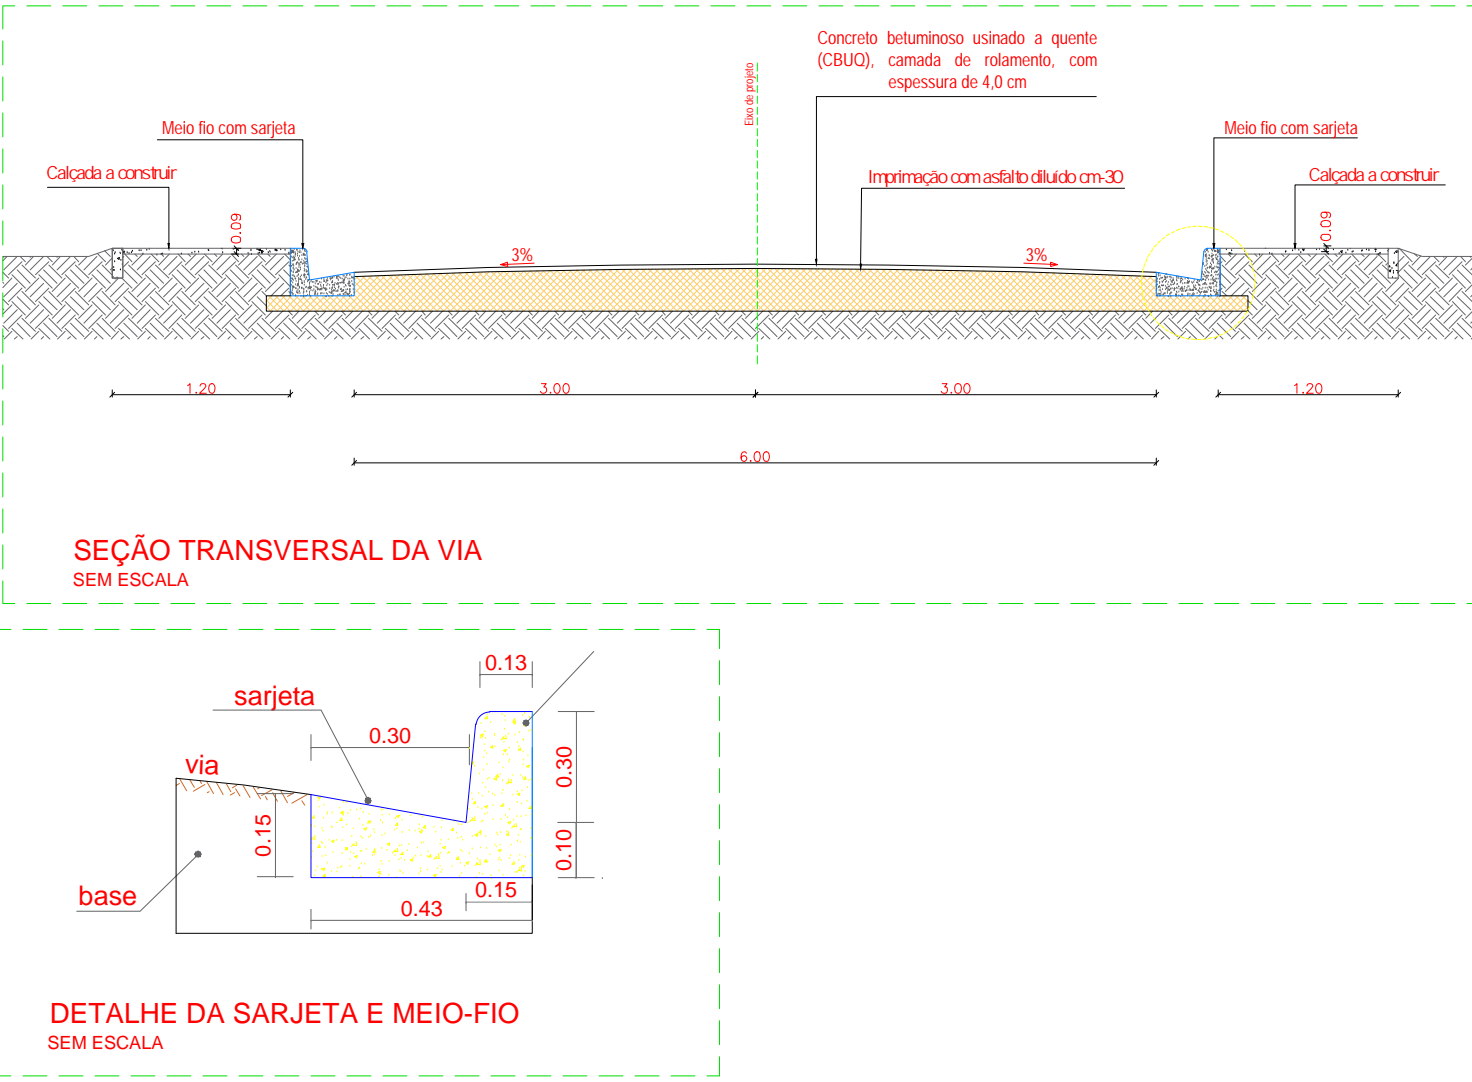 Concreto betuminoso usinado a quente
(CBUQ), camada de rolamento, com
espessura de 4,0 cm
Eixo de projeto
Meio fio com sarjeta
Meio fio com sarjeta
Calçada a construir
Imprimação com asfalto diluído cm-30
Calçada a construir
0.09
0.09
3%
3%
1.20
3.00
3.00
1.20
6.00
SEÇÃO TRANSVERSAL DA VIA
SEM ESCALA
0.13
sarjeta
0.30
via
0.30
0.15
0.10
base
0.15
0.43
DETALHE DA SARJETA E MEIO-FIO
SEM ESCALA